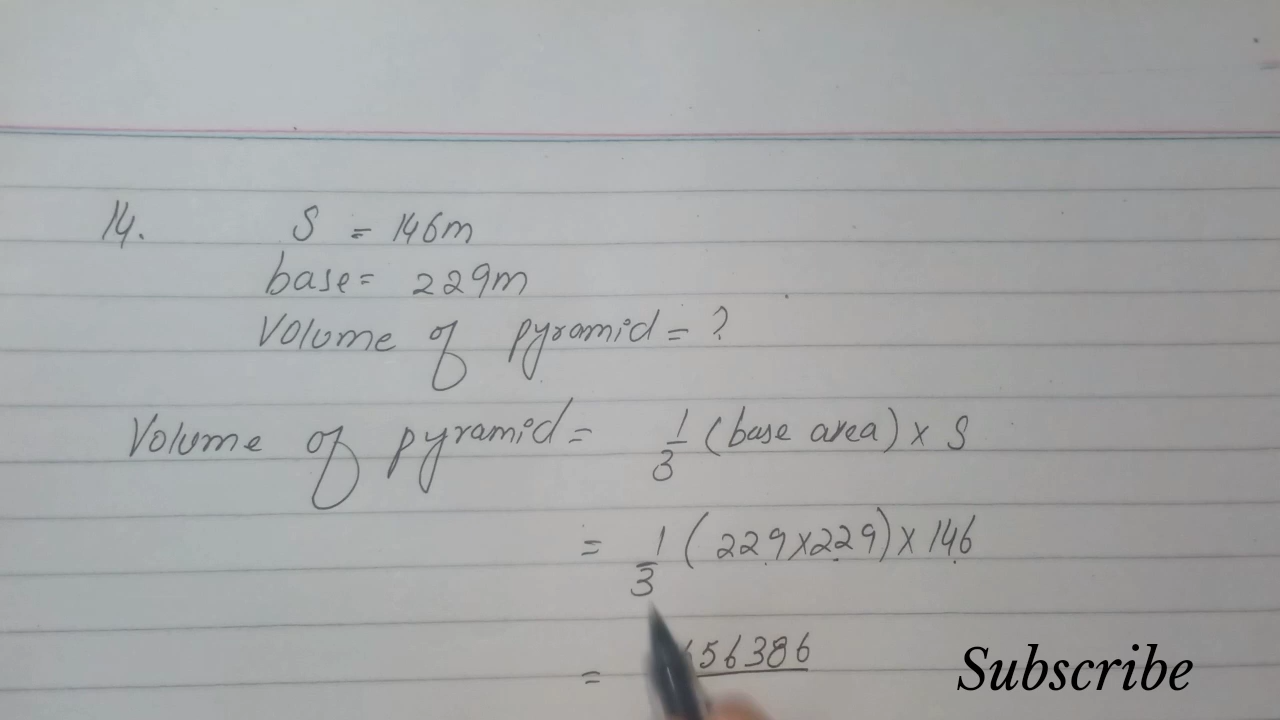 14. S = 146m
base = 229m
Volume of pyramid = ?
Volume of pyramid = 1/3 (base area) x S
= 1/3 (229x229) x 146
=
Subscribe